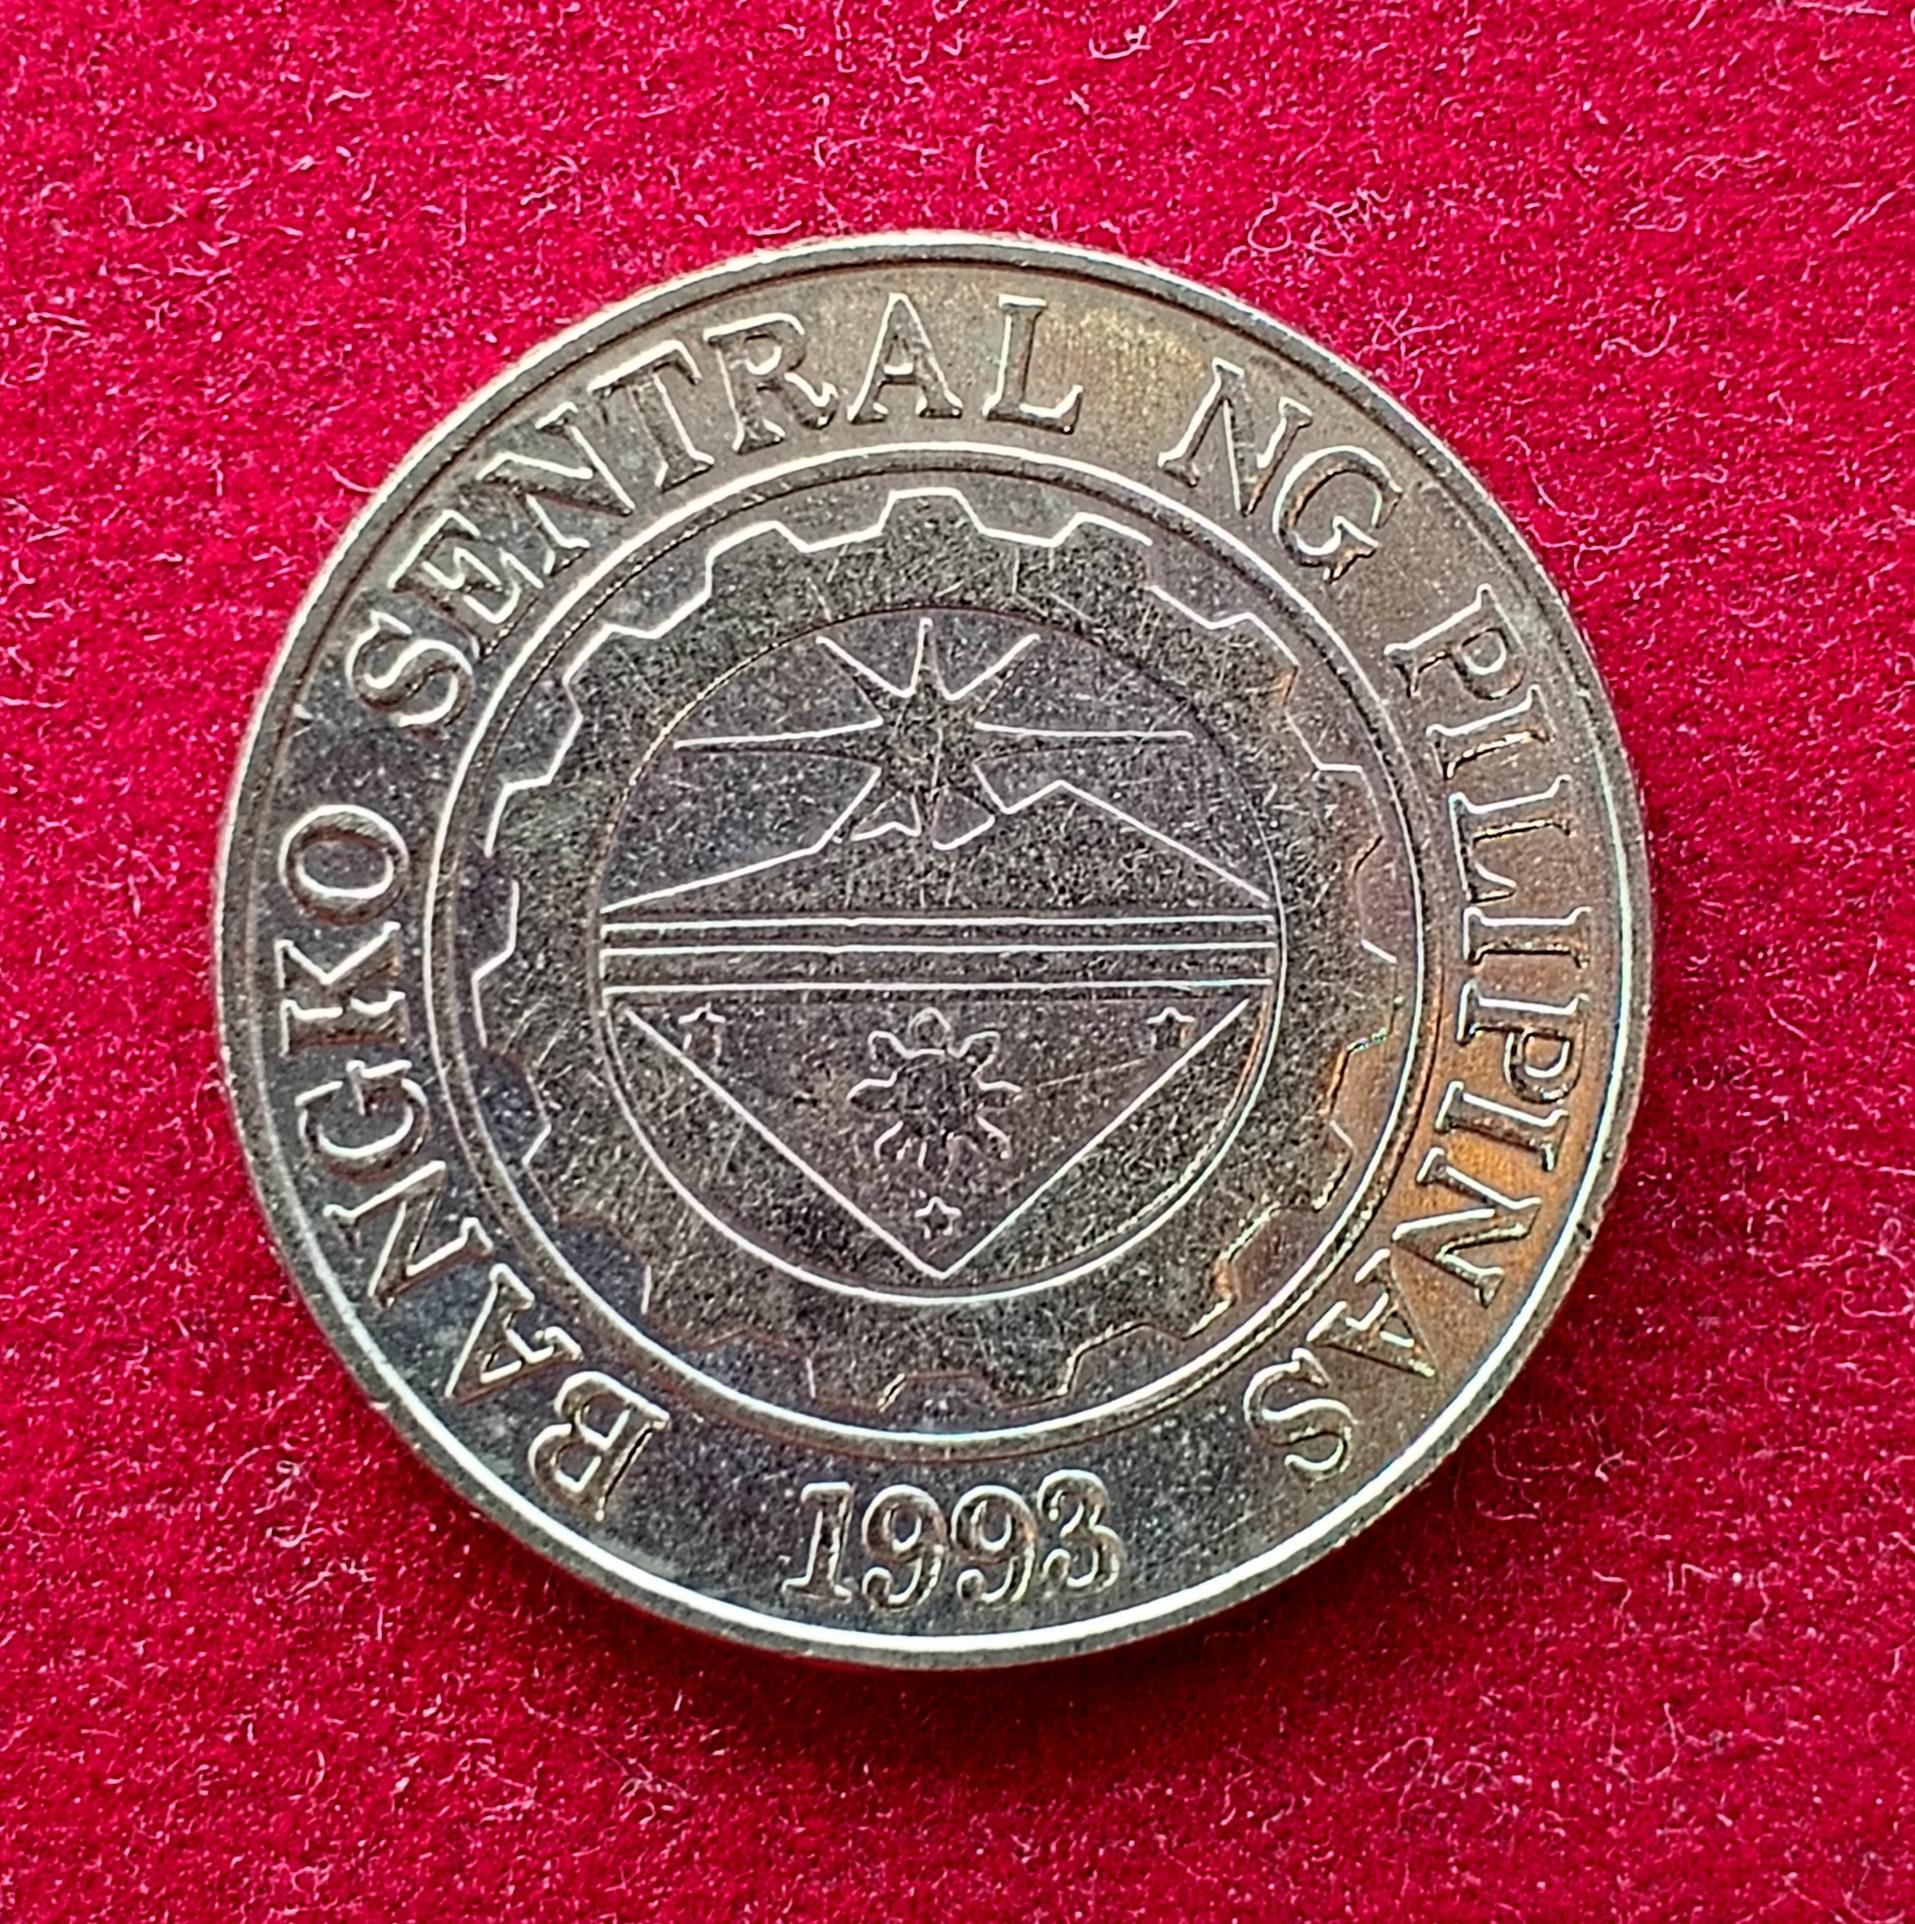 BANGKO SENTRAL NG PILIPINAS
1993